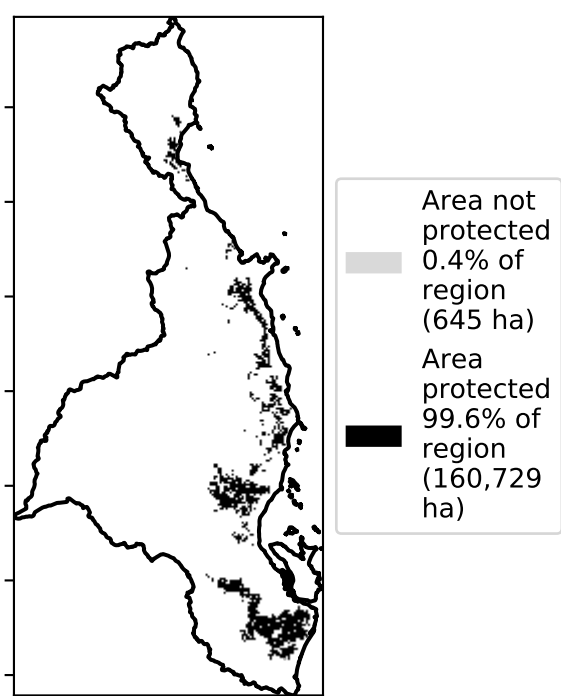 Area not
protected
0.4% of
region
(645 ha)
Area
protected
99.6% of
region
(160,729
ha)